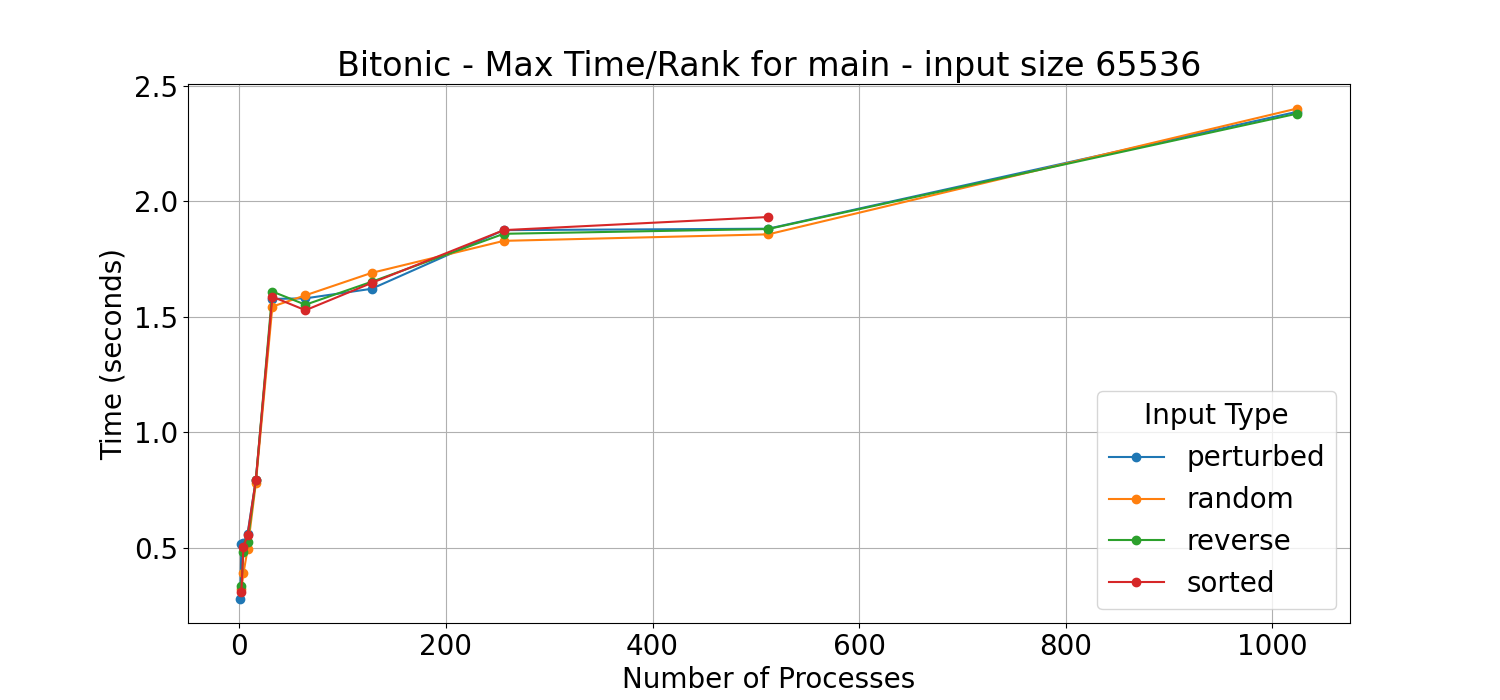 Bitonic - Max Time/Rank for main - input size 65536
2.5
2.0
1.5
1.0
0.5
Time (seconds)
0 200 400 600 800 1000
Number of Processes
Input Type
perturbed
random
reverse
sorted